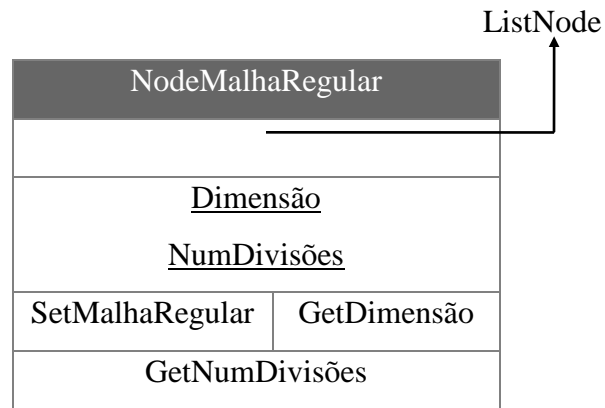 ListNode
NodeMalhaRegular
Dimensão
NumDivisões
SetMalhaRegular GetDimensão
GetNumDivisões